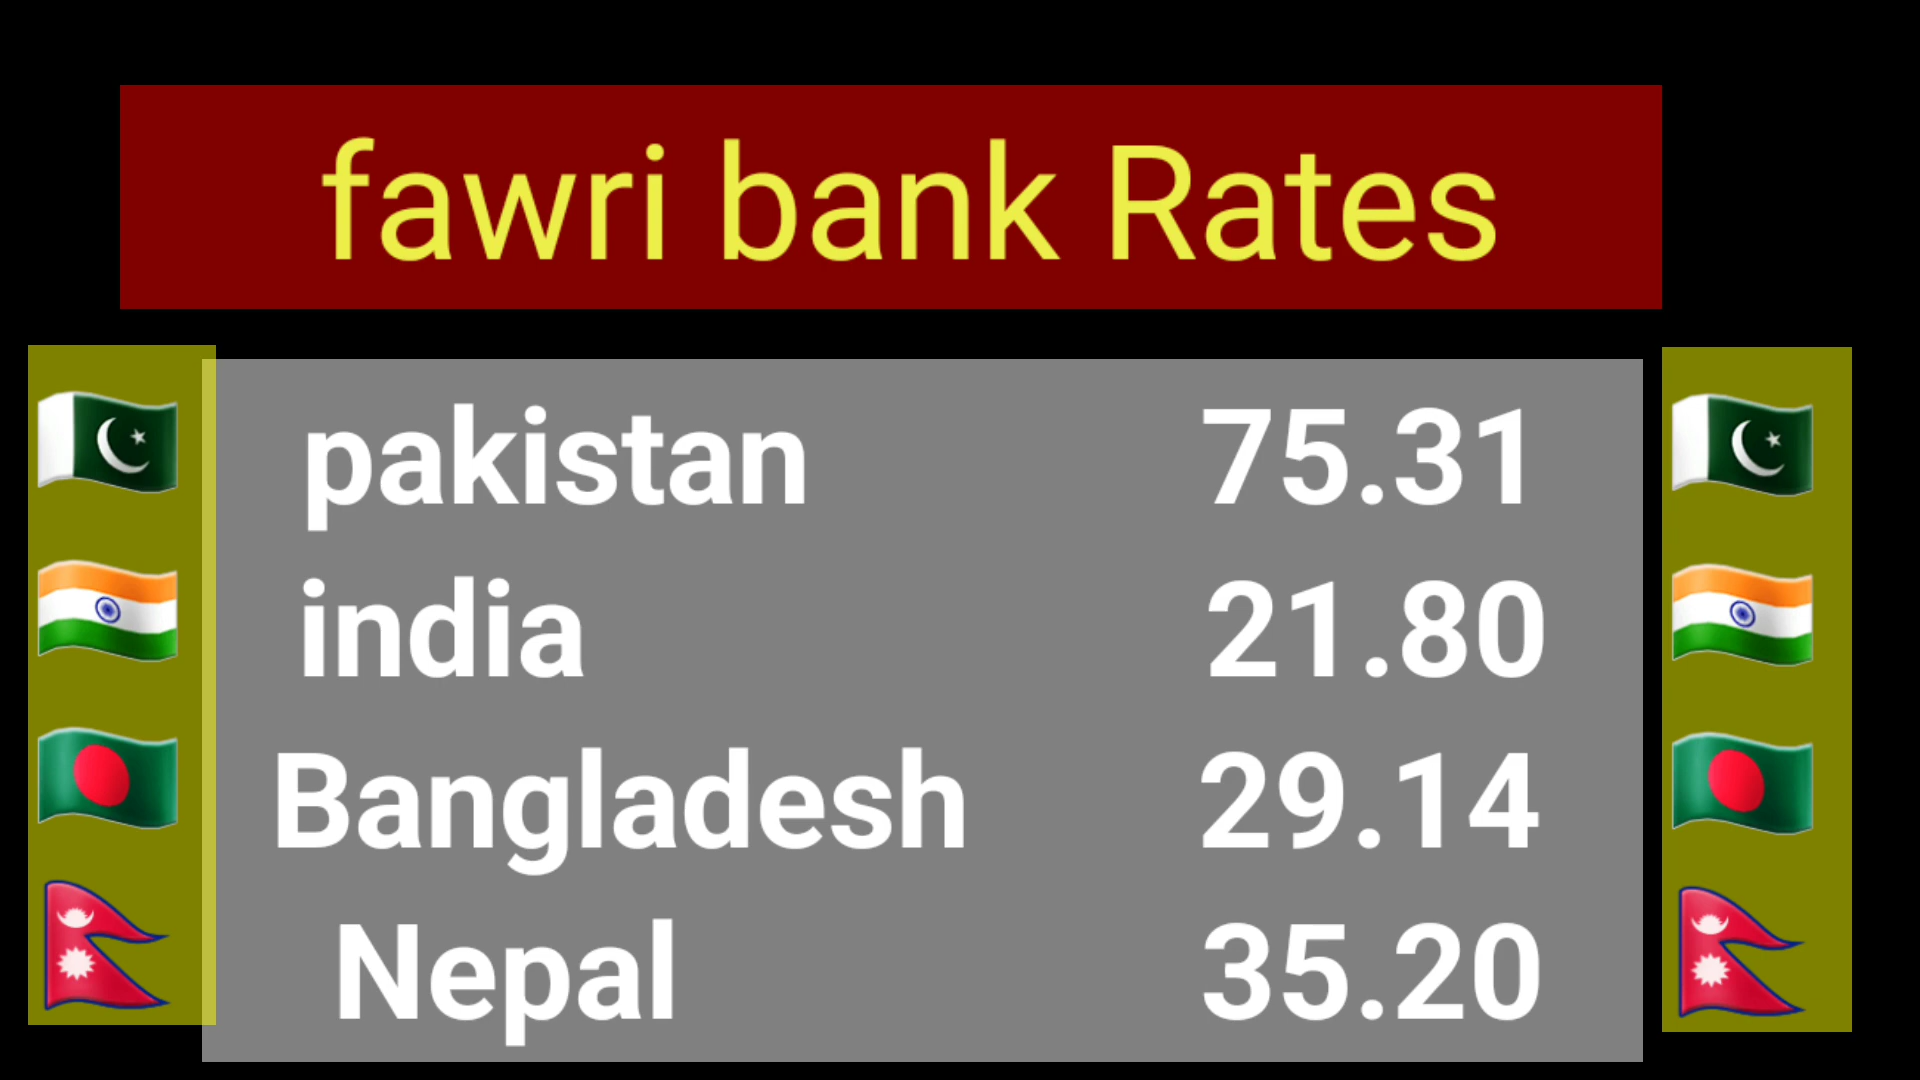 fawri bank Rates
pakistan 75.31
india 21.80
Bangladesh 29.14
Nepal 35.20